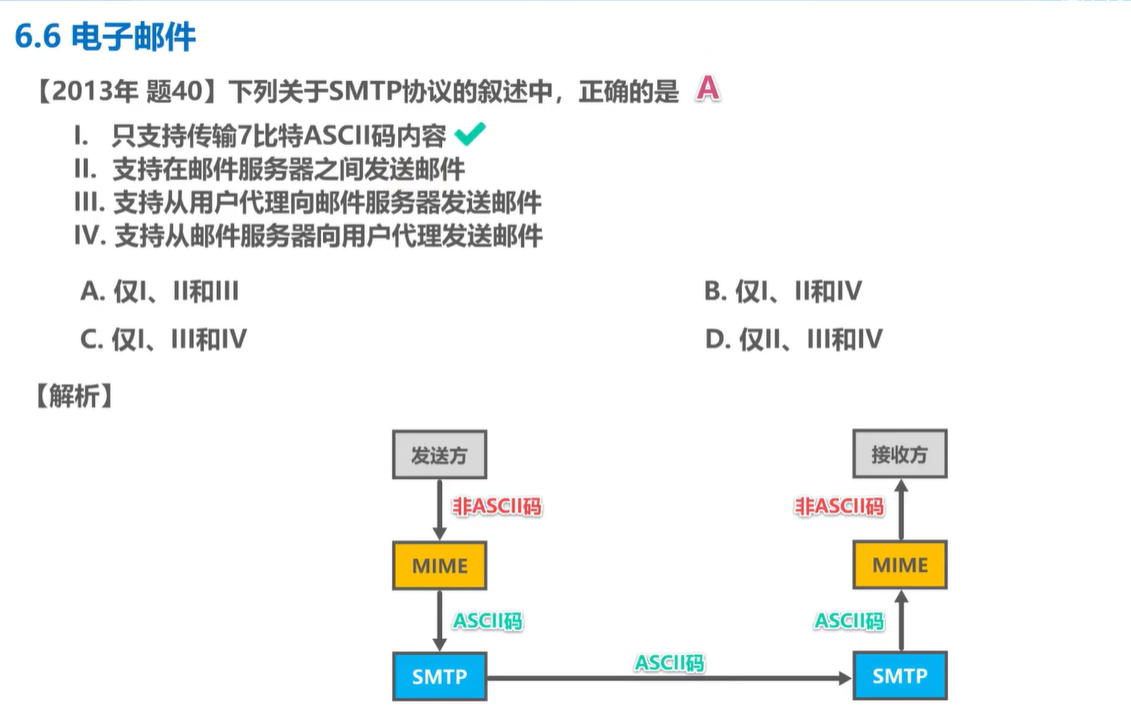 6.6 电子邮件
【2013年 题40】下列关于SMTP协议的叙述中，正确的是 A
I. 只支持传输7比特ASCII码内容
II. 支持在邮件服务器之间发送邮件
III. 支持从用户代理向邮件服务器发送邮件
IV. 支持从邮件服务器向用户代理发送邮件
A. 仅I、II和III
B. 仅I、II和IV
C. 仅I、III和IV
D. 仅II、III和IV
【解析】
发送方
接收方
非ASCII码
非ASCII码
MIME
MIME
ASCII码
ASCII码
ASCII码
SMTP
SMTP